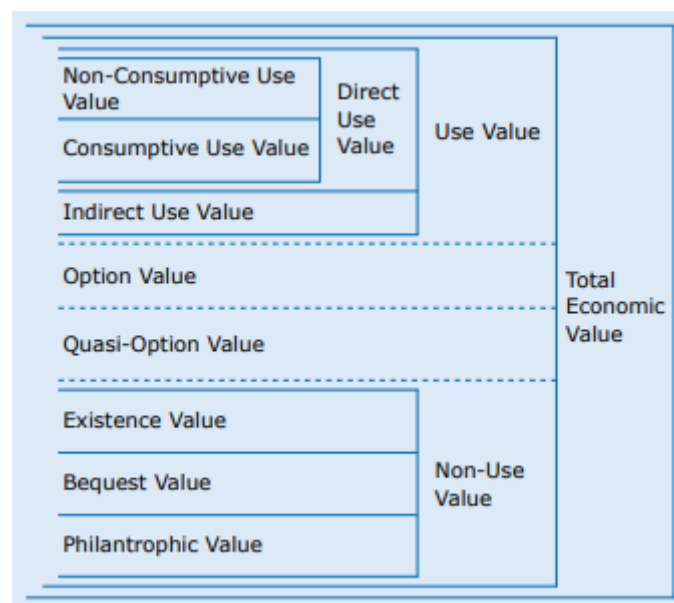 Non-Consumptive Use
Value
Consumptive Use Value
Direct
Use
Value
Use Value
Indirect Use Value
Option Value
Quasi-Option Value
Total
Economic
Value
Existence Value
Bequest Value
Philantrophic Value
Non-Use
Value